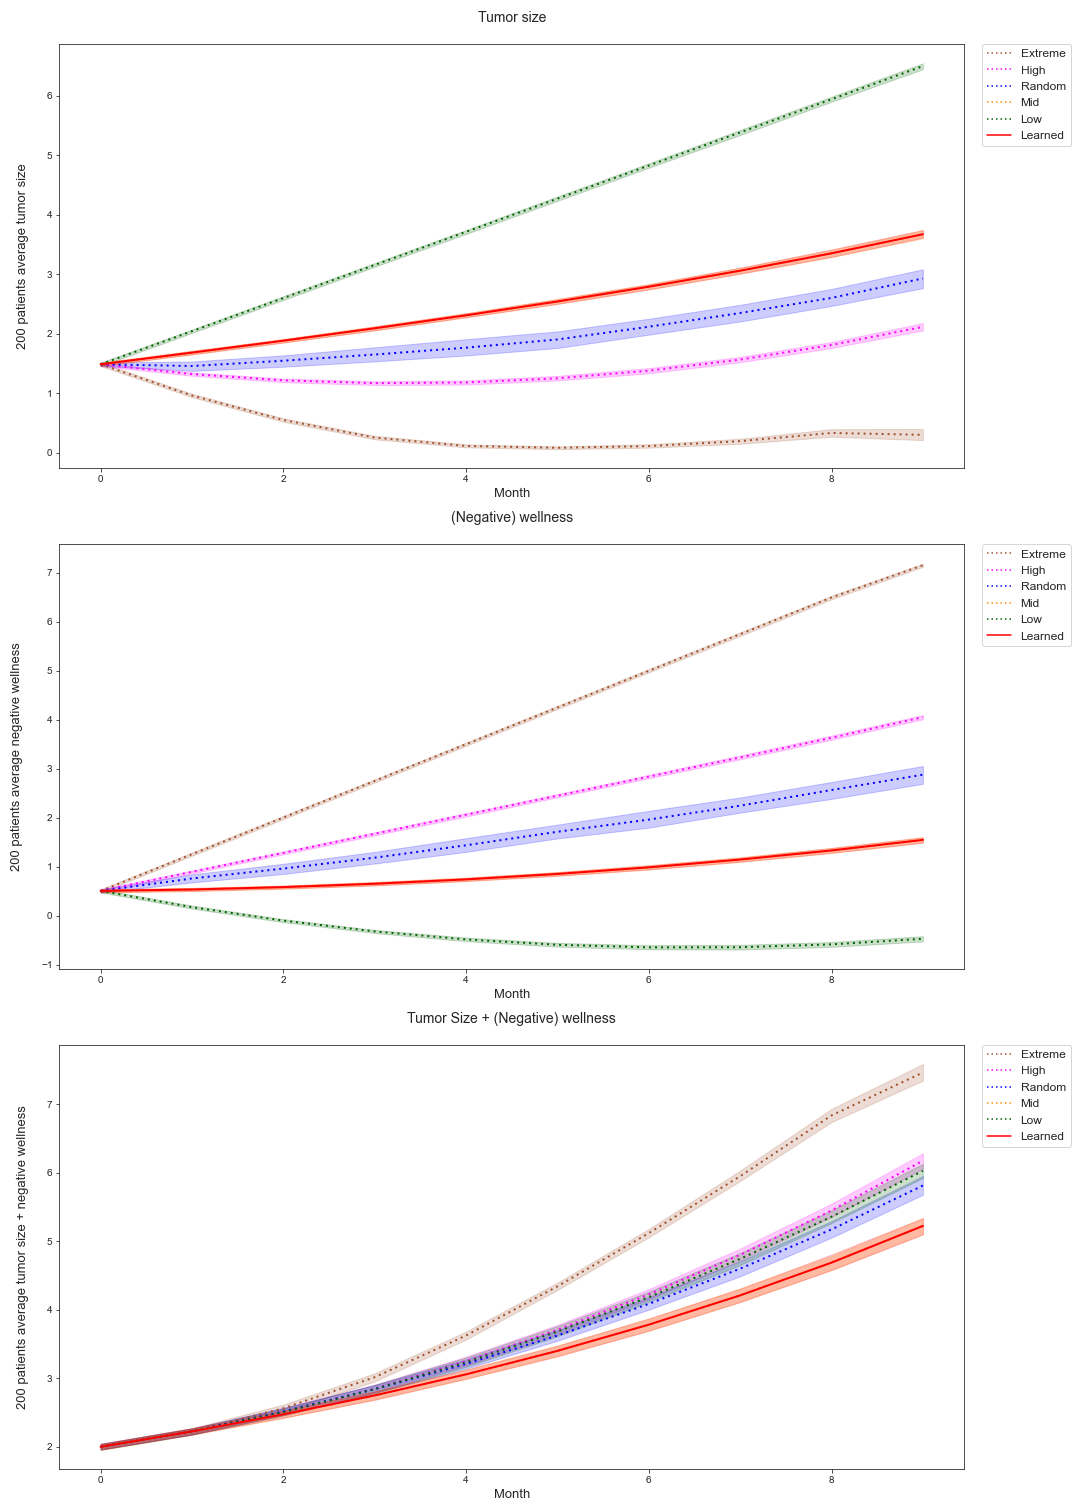 Tumor size
200 patients average tumor size
6
5
4
3
2
1
0
0 2 4 6 8
Month
Extreme
High
Random
Mid
Low
Learned
(Negative) wellness
200 patients average negative wellness
7
6
5
4
3
2
1
0
−1
0 2 4 6 8
Month
Extreme
High
Random
Mid
Low
Learned
Tumor Size + (Negative) wellness
200 patients average tumor size + negative wellness
7
6
5
4
3
2
0 2 4 6 8
Month
Extreme
High
Random
Mid
Low
Learned